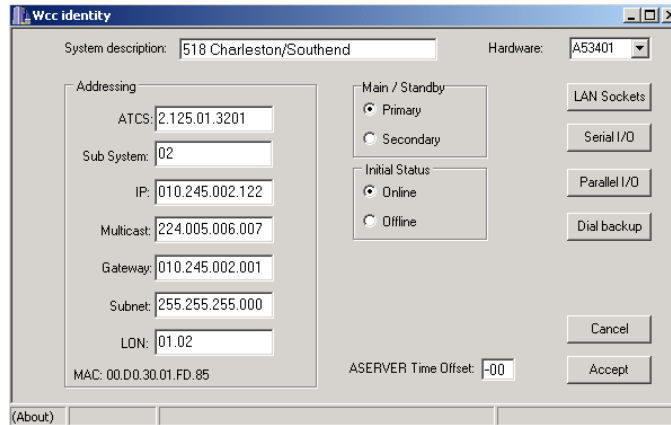 Wcc identity
System description: 518 Charleston/Southend Hardware: A53401
Addressing
ATCS: 2.125.01.3201
Sub System: 02
IP: 010.245.002.122
Multicast: 224.005.006.007
Gateway: 010.245.002.001
Subnet: 255.255.255.000
LON: 01.02
MAC: 00.D0.30.01.FD.85
Main / Standby
Primary
Secondary
Initial Status
Online
Offline
ASERVER Time Offset: -00
LAN Sockets
Serial I/O
Parallel I/O
Dial backup
Cancel
Accept
(About)